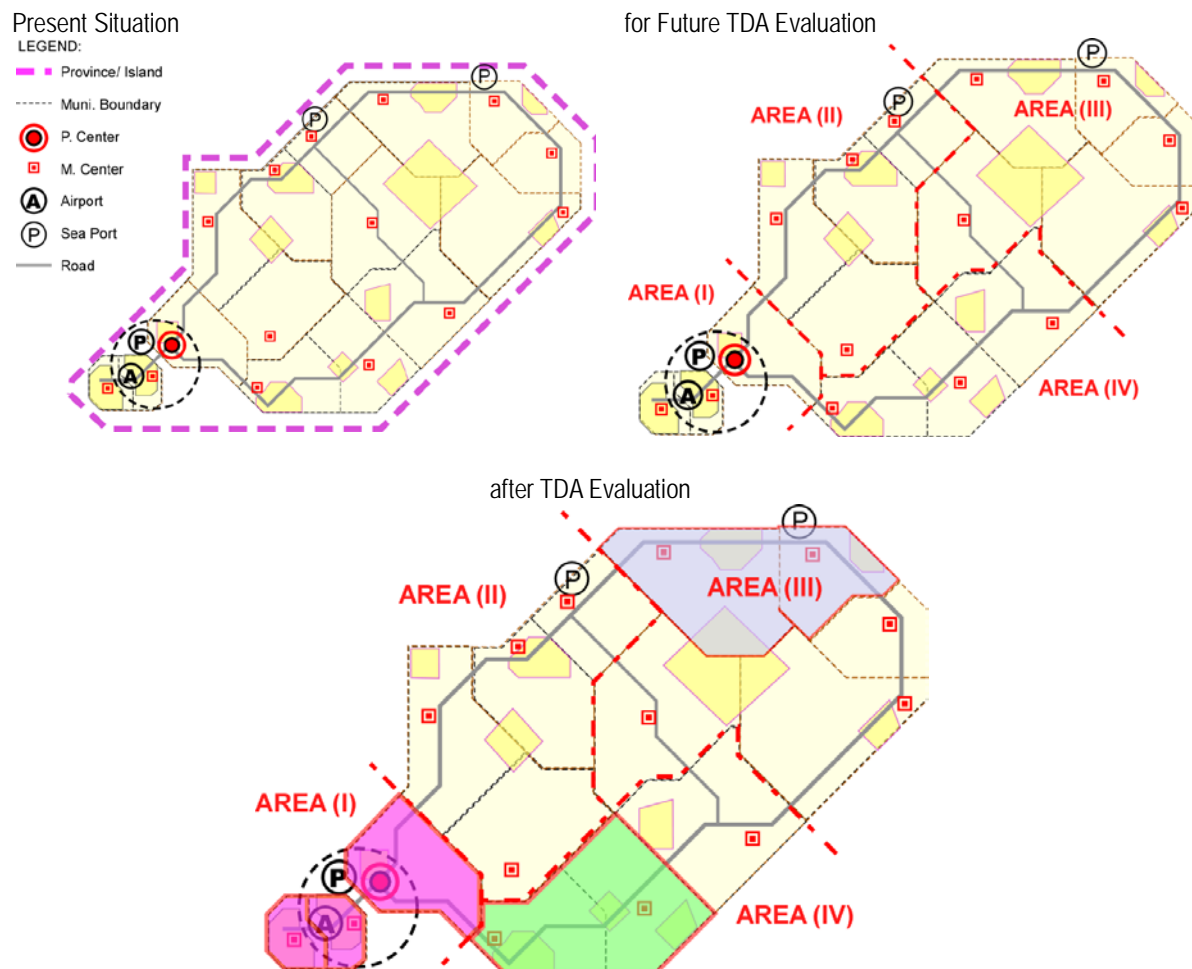 Present Situation
LEGEND:
Province/ Island
Muni. Boundary
P. Center
M. Center
A Airport
P Sea Port
Road
P
P
P
A
for Future TDA Evaluation
P
P
AREA (II)
AREA (III)
AREA (I)
P
A
AREA (IV)
after TDA Evaluation
P
P
AREA (II)
AREA (III)
AREA (I)
P
A
AREA (IV)